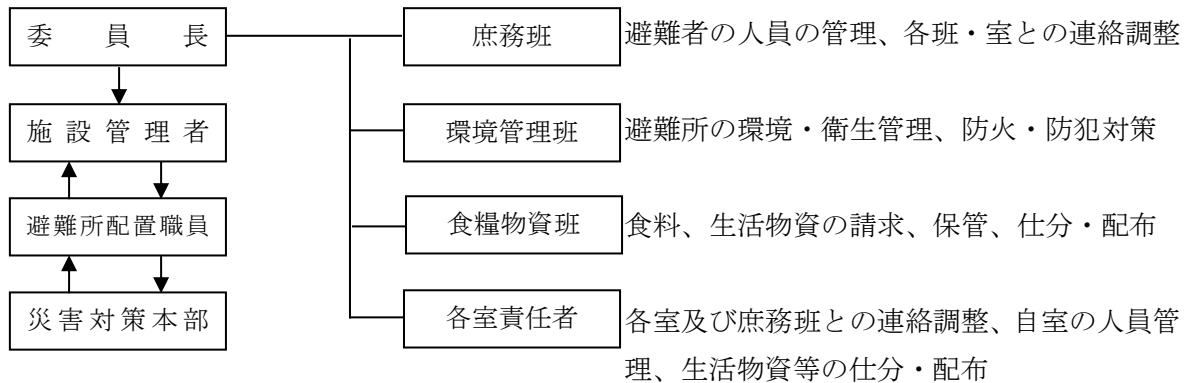 委員長
庶務班
避難者の人員の管理、各班・室との連絡調整
施設管理者
環境管理班
避難所の環境・衛生管理、防火・防犯対策
避難所配置職員
食糧物資班
食料、生活物資の請求、保管、仕分・配布
災害対策本部
各室責任者
各室及び庶務班との連絡調整、自室の人員管
理、生活物資等の仕分・配布